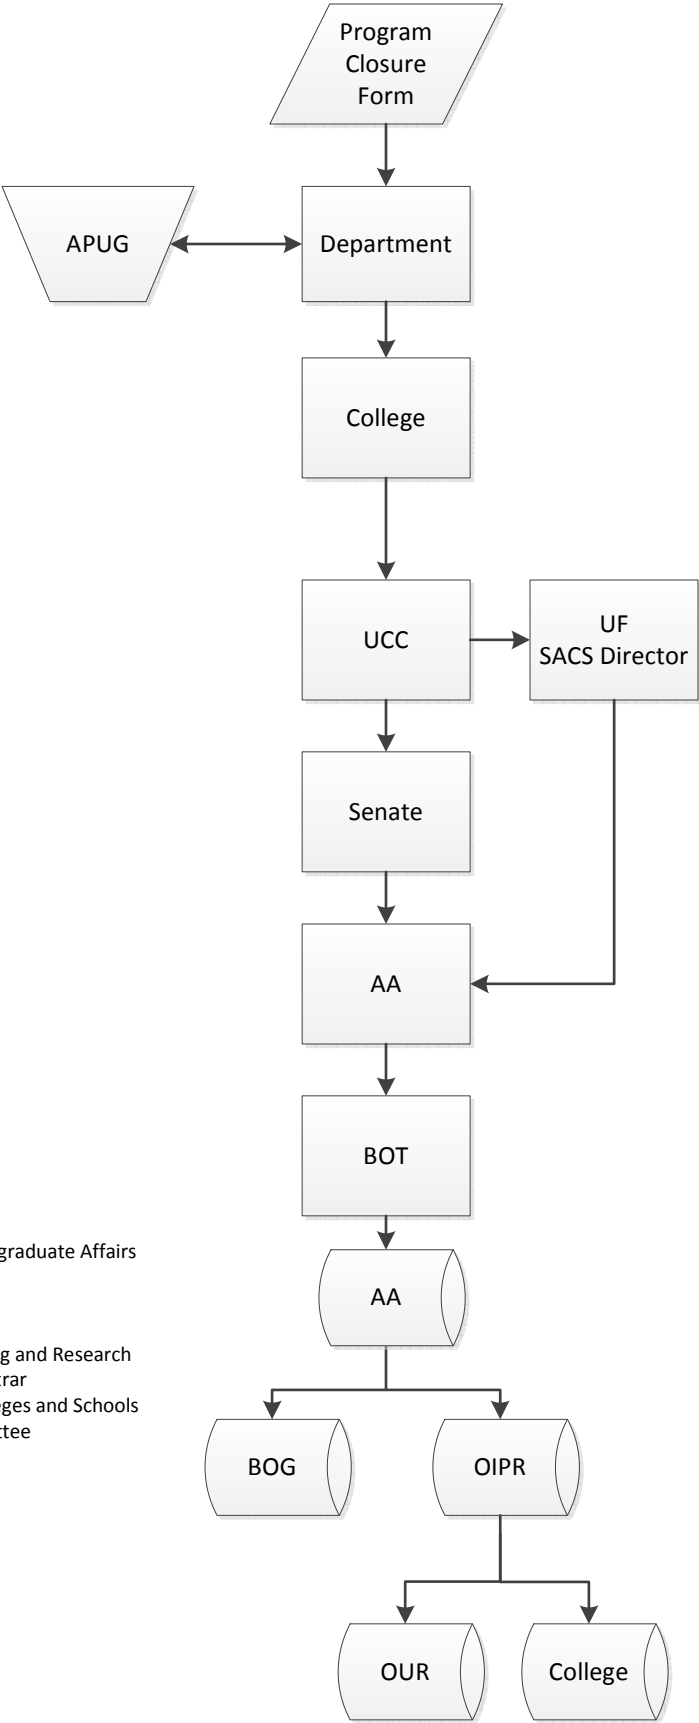 Program
Closure
Form
APUG
Department
College
UCC
UF
SACS Director
Senate
AA
BOT
graduate Affairs
AA
g and Research
trar
eges and Schools
ttee
BOG
OIPR
OUR
College